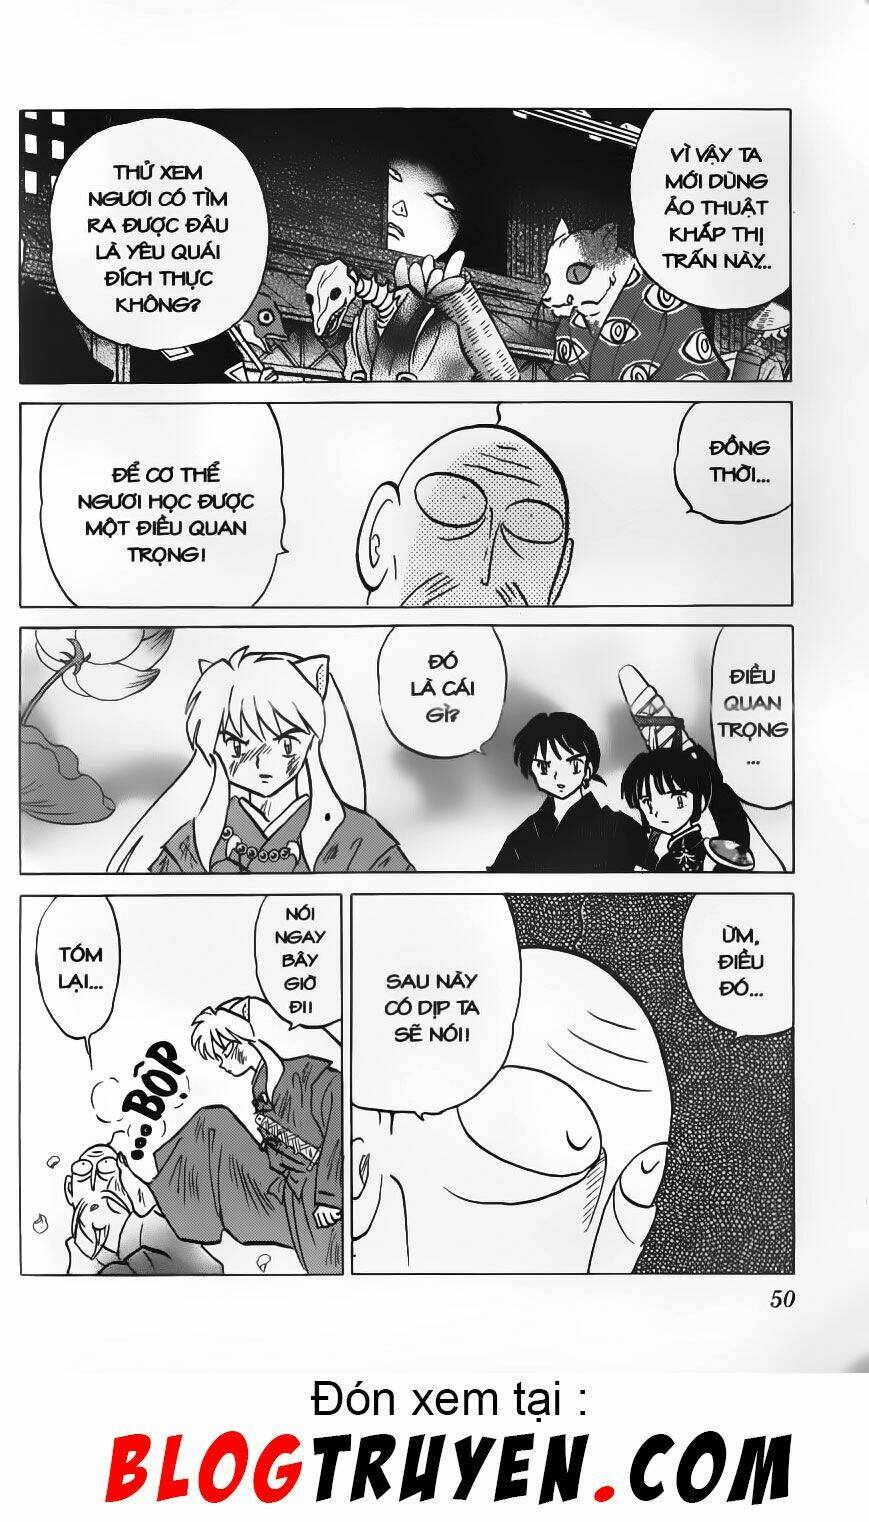 VÌ VẬY TA
MỚI DÙNG
ẢO THUẬT
KHẮP THỊ
TRẤN NÀY...
THỬ XEM
NGƯƠI CÓ TÌM
RA ĐƯỢC ĐÂU
LÀ YÊU QUÁI
ĐÍCH THỰC
KHÔNG?
ĐỒNG
THỜI...
ĐỂ CƠ THỂ
NGƯƠI HỌC ĐƯỢC
MỘT ĐIỀU QUAN
TRỌNG!
ĐIỀU
QUAN
TRỌNG
...
ĐÓ
LÀ CÁI
GÌ?
ỪM,
ĐIỀU
ĐÓ...
SAU NÀY
CÓ DỊP TA
SẼ NÓI!
NÓI
NGAY
BÂY
GIỜ
ĐI!
TÓM
LẠI...
...BỘP
50
Đón xem tại :
BLOGTRUYEN.COM